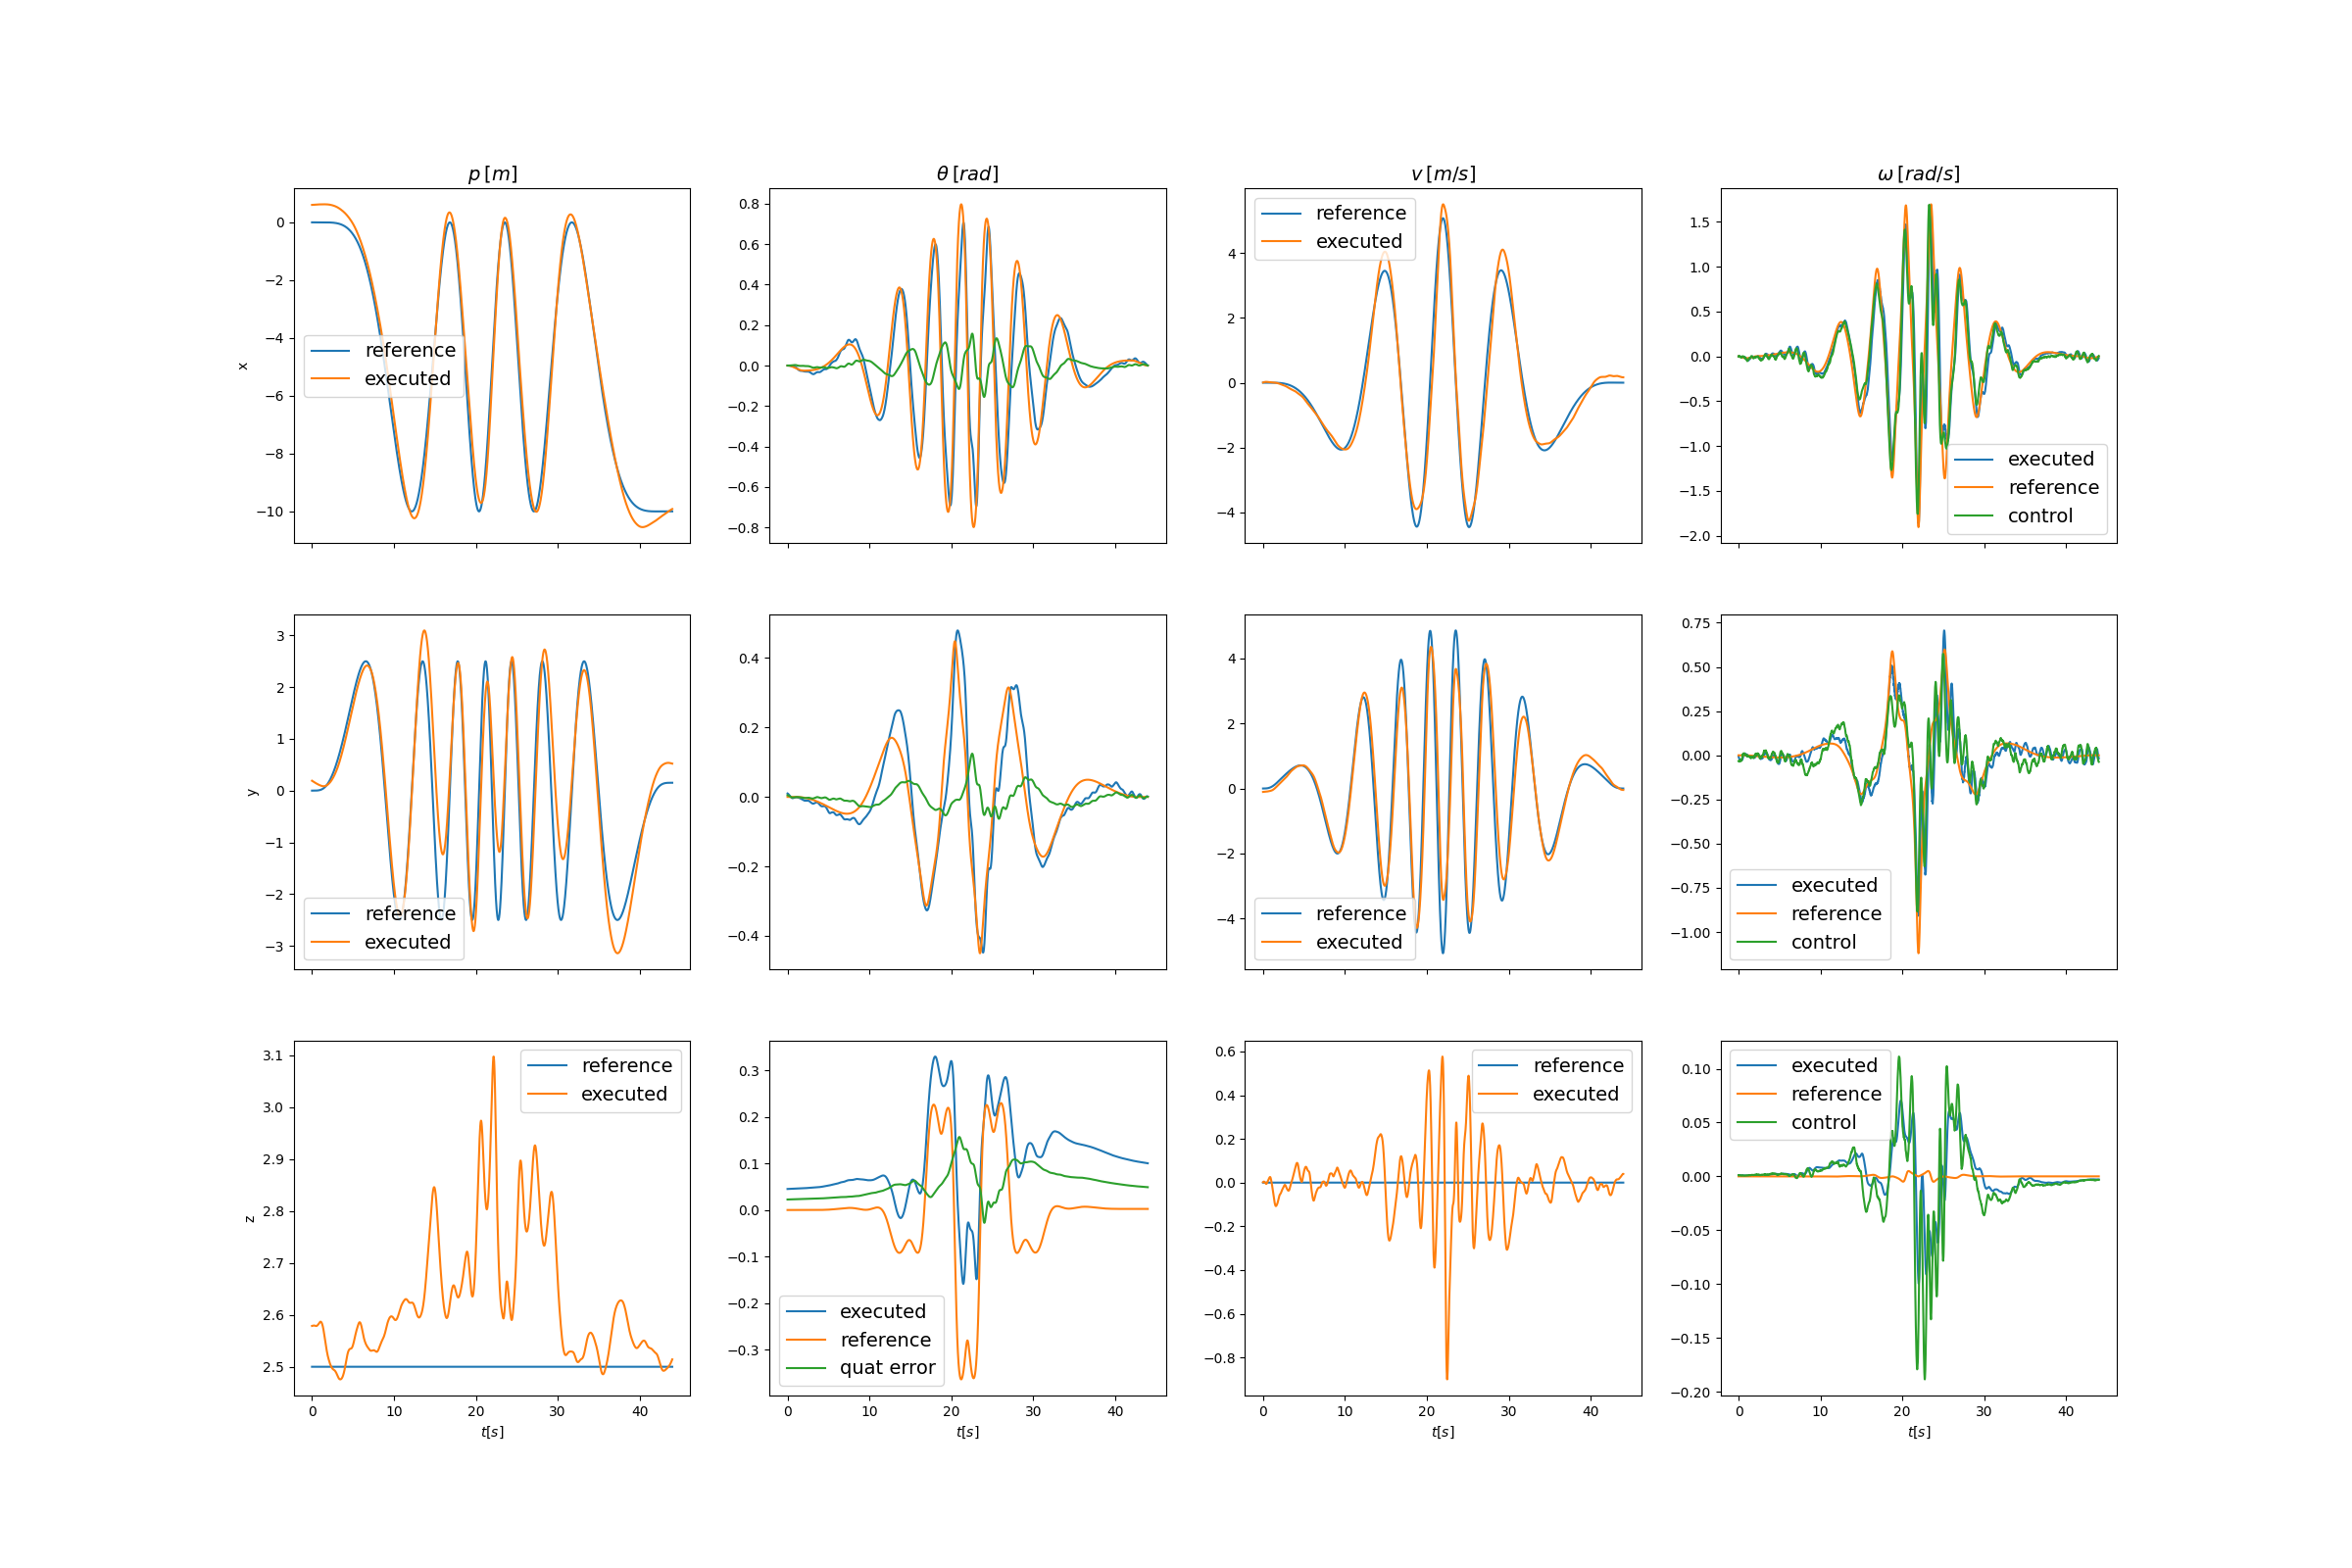 p [m]
θ [rad]
v [m/s]
ω [rad/s]
x
0
−2
−4
−6
−8
−10
reference
executed
0.8
0.6
0.4
0.2
0.0
−0.2
−0.4
−0.6
−0.8
4
2
0
−2
−4
reference
executed
1.5
1.0
0.5
0.0
−0.5
−1.0
−1.5
−2.0
executed
reference
control
y
3
2
1
0
−1
−2
−3
reference
executed
0.4
0.2
0.0
−0.2
−0.4
4
2
0
−2
−4
reference
executed
0.75
0.50
0.25
0.00
−0.25
−0.50
−0.75
−1.00
executed
reference
control
z
3.1
3.0
2.9
2.8
2.7
2.6
2.5
reference
executed
0 10 20 30 40
t[s]
0.3
0.2
0.1
0.0
−0.1
−0.2
−0.3
executed
reference
quat error
0 10 20 30 40
t[s]
0.6
0.4
0.2
0.0
−0.2
−0.4
−0.6
−0.8
reference
executed
0 10 20 30 40
t[s]
0.10
0.05
0.00
−0.05
−0.10
−0.15
−0.20
executed
reference
control
0 10 20 30 40
t[s]